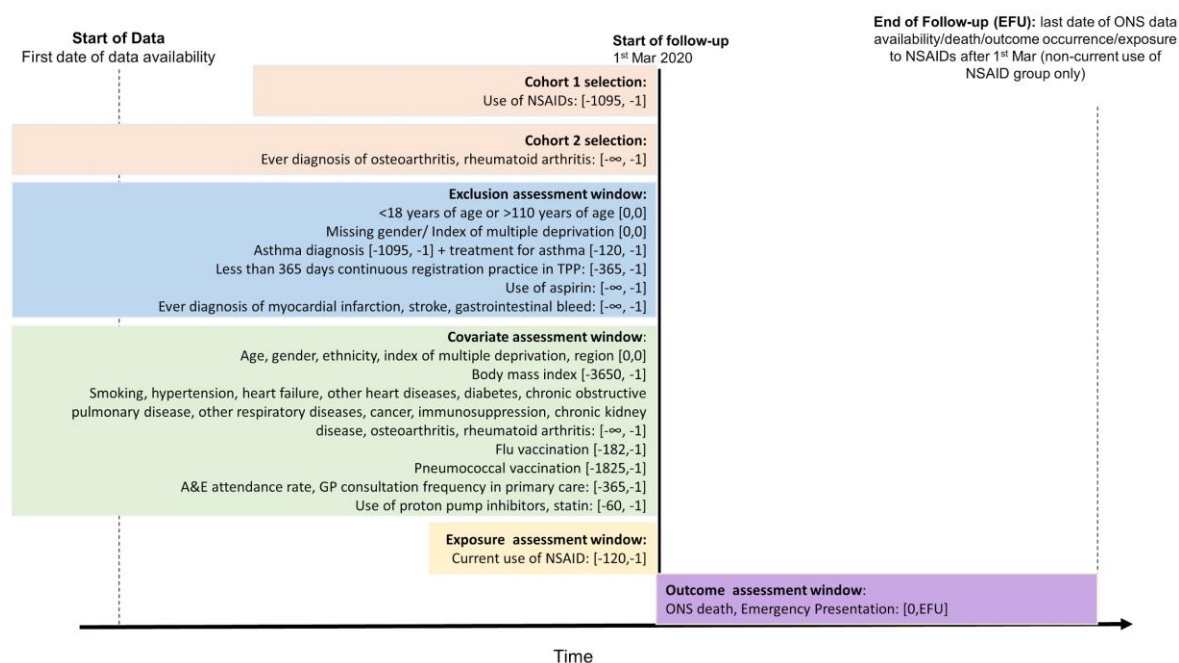 Start of Data
First date of data availability
Start of follow-up
1st Mar 2020
End of Follow-up (EFU): last date of ONS data
availability/death/outcome occurrence/exposure
to NSAIDs after 1st Mar (non-current use of
NSAID group only)
Cohort 1 selection:
Use of NSAIDs: [-1095, -1]
Cohort 2 selection:
Ever diagnosis of osteoarthritis, rheumatoid arthritis: [-∞, -1]
Exclusion assessment window:
<18 years of age or >110 years of age [0,0]
Missing gender/ Index of multiple deprivation [0,0]
Asthma diagnosis [-1095, -1] + treatment for asthma [-120, -1]
Less than 365 days continuous registration practice in TPP: [-365, -1]
Use of aspirin: [-∞, -1]
Ever diagnosis of myocardial infarction, stroke, gastrointestinal bleed: [-∞, -1]
Covariate assessment window:
Age, gender, ethnicity, index of multiple deprivation, region [0,0]
Body mass index [-3650, -1]
Smoking, hypertension, heart failure, other heart diseases, diabetes, chronic obstructive
pulmonary disease, other respiratory diseases, cancer, immunosuppression, chronic kidney
disease, osteoarthritis, rheumatoid arthritis: [-∞, -1]
Flu vaccination [-182,-1]
Pneumococcal vaccination [-1825,-1]
A&E attendance rate, GP consultation frequency in primary care: [-365,-1]
Use of proton pump inhibitors, statin: [-60, -1]
Exposure assessment window:
Current use of NSAID: [-120,-1]
Outcome assessment window:
ONS death, Emergency Presentation: [0,EFU]
Time